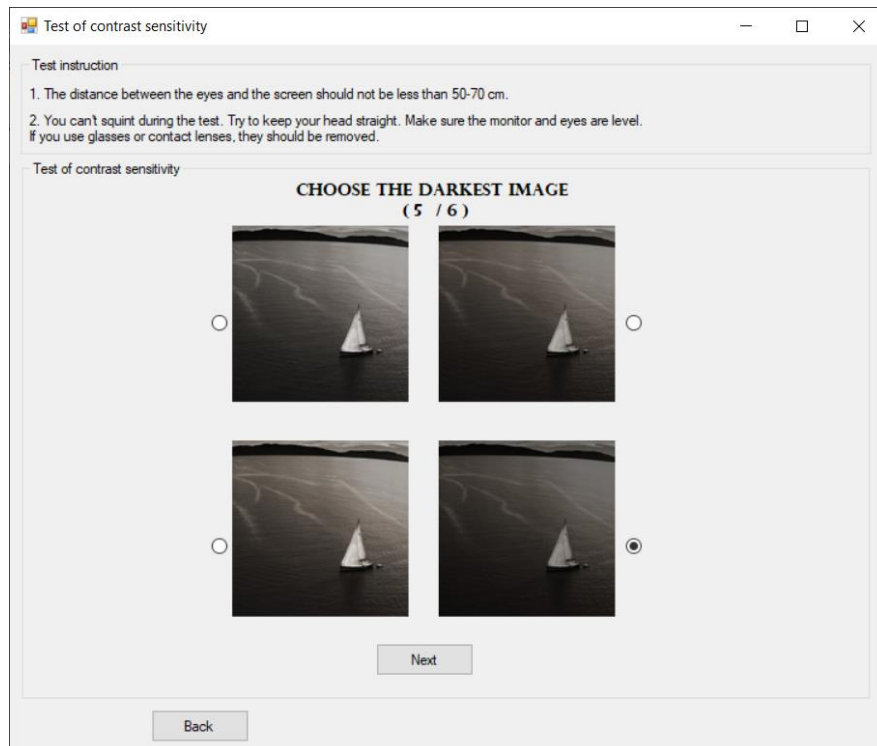 Test of contrast sensitivity
Test instruction
1. The distance between the eyes and the screen should not be less than 50-70 cm.
2. You can't squint during the test. Try to keep your head straight. Make sure the monitor and eyes are level.
If you use glasses or contact lenses, they should be removed.
Test of contrast sensitivity
CHOOSE THE DARKEST IMAGE
( 5 / 6 )
Next
Back